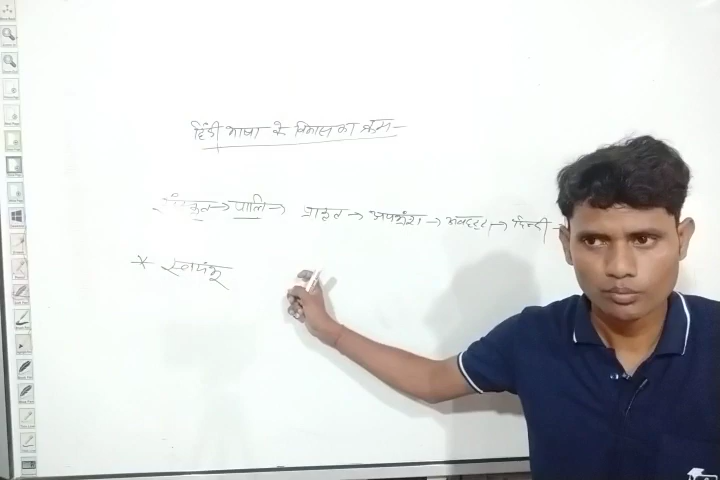 हिंदी भाषा के विकास का क्रम-
संस्कृत → पालि → प्राकृत → अपभ्रंश → अवहट्ट → हिन्दी →
* स्वयंभू